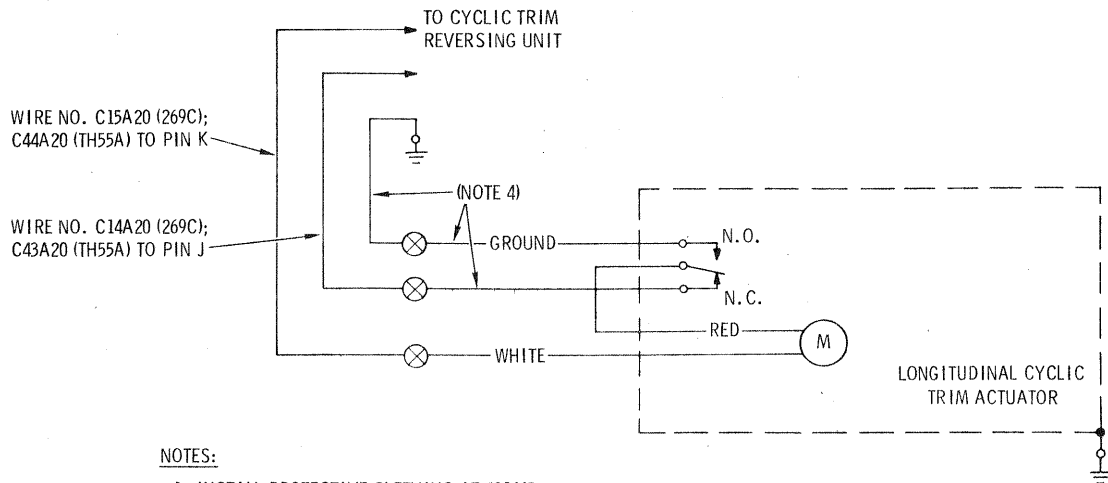 TO CYCLIC TRIM
REVERSING UNIT
WIRE NO. C15A20 (269C);
C44A20 (TH55A) TO PIN K
(NOTE 4)
WIRE NO. C14A20 (269C);
C43A20 (TH55A) TO PIN J
GROUND
N.O.
N.C.
RED
M
WHITE
LONGITUDINAL CYCLIC
TRIM ACTUATOR
NOTES: